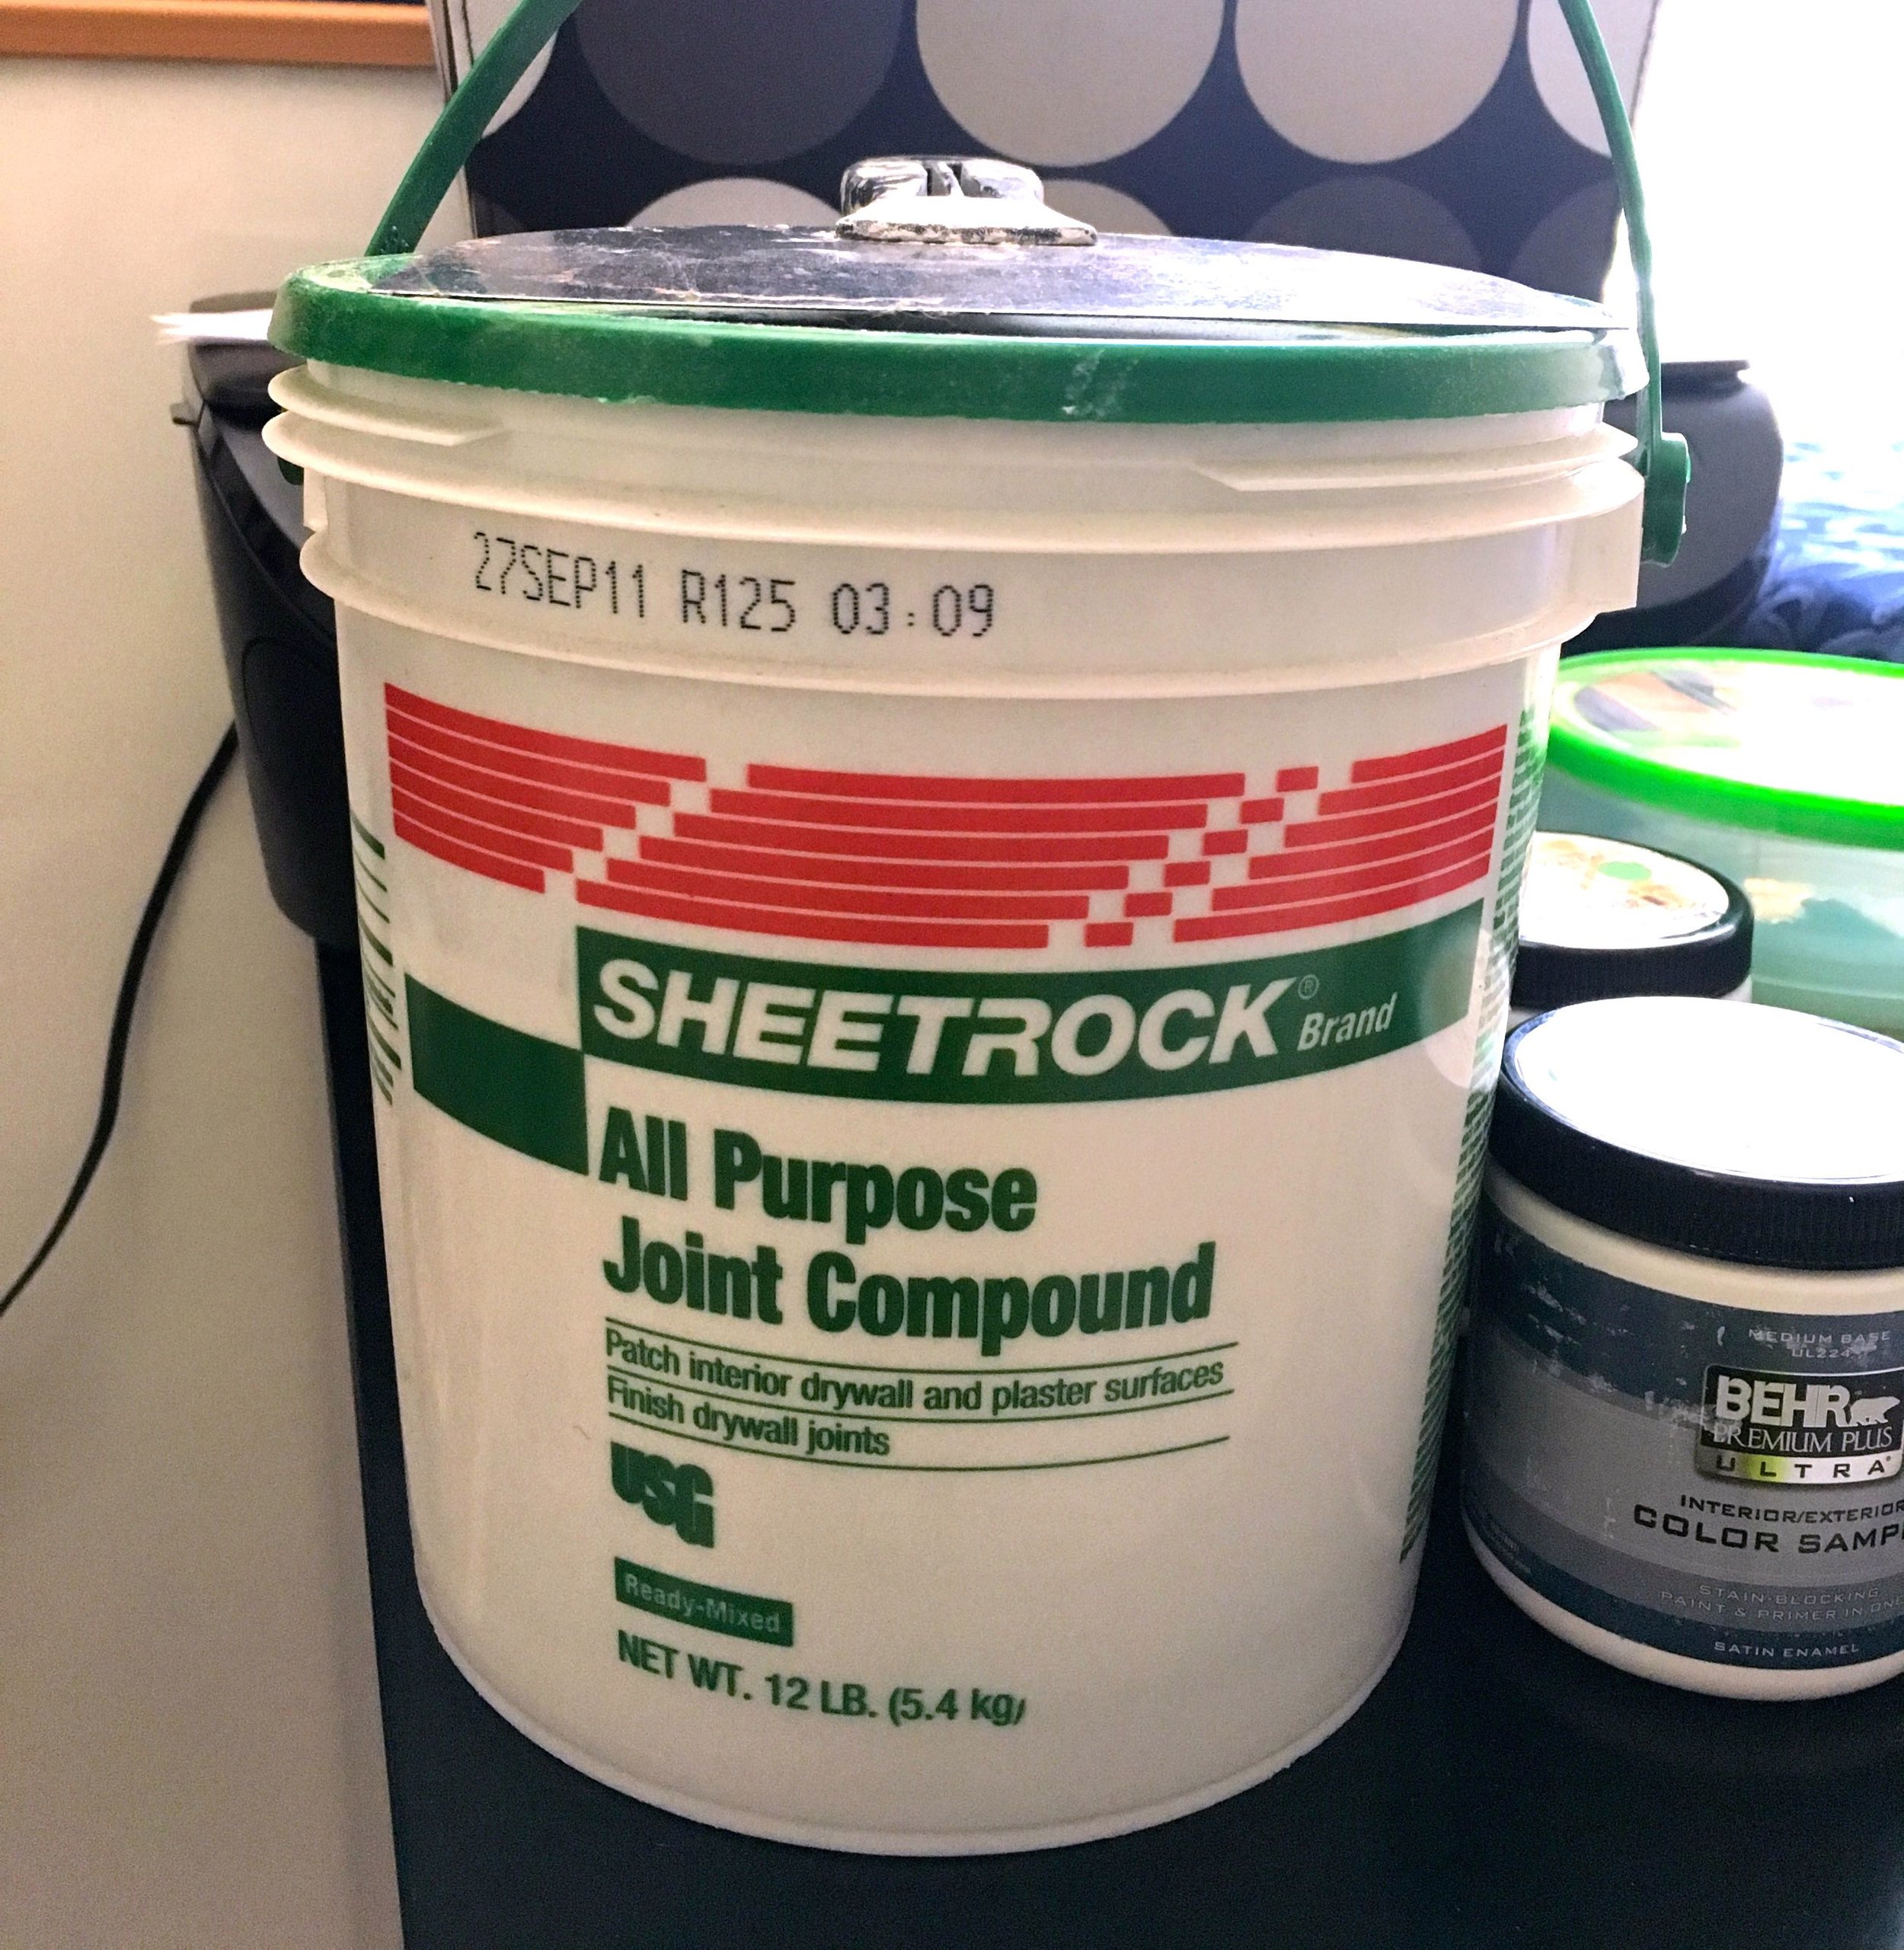 27SEP11 R125 03:09
SHEETROCK® Brand
All Purpose
Joint Compound
Patch interior drywall and plaster surfaces
Finish drywall joints
USG
Ready-Mixed
NET WT. 12 LB. (5.4 kg)
MEDIUM BASE
BEHR
PREMIUM PLUS
ULTRA®
INTERIOR/EXTERIOR
COLOR SAMP
STAIN-BLOCKING
PAINT & PRIMER IN ONE
SATIN ENAMEL